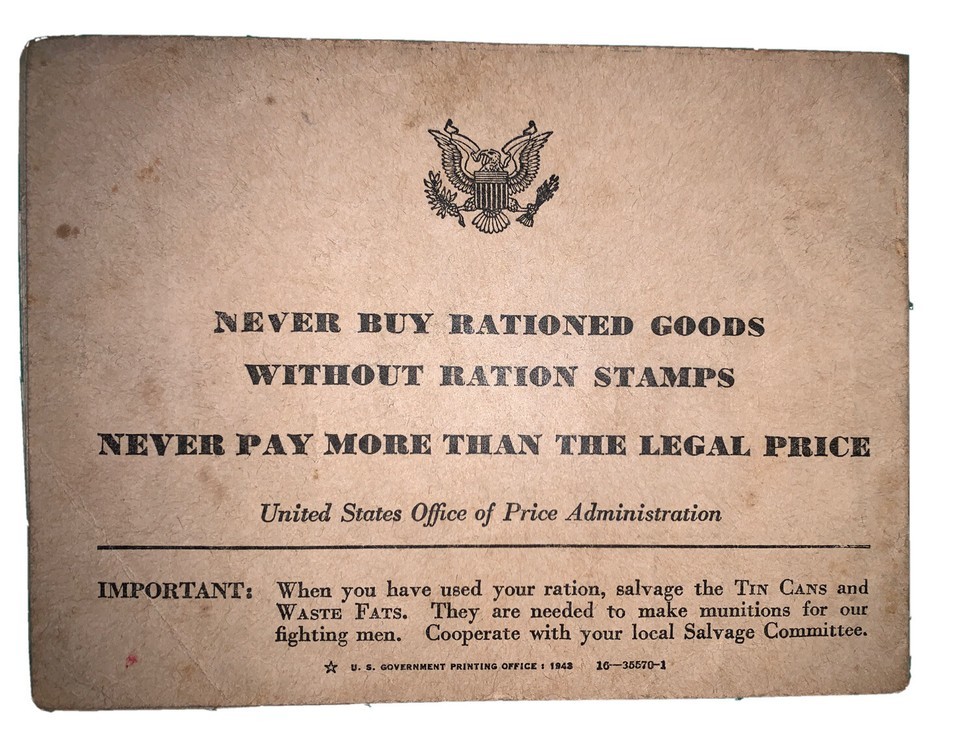 NEVER BUY RATIONED GOODS
WITHOUT RATION STAMPS
NEVER PAY MORE THAN THE LEGAL PRICE
United States Office of Price Administration
IMPORTANT: When you have used your ration, salvage the TIN CANS and
WASTE FATS. They are needed to make munitions for our
fighting men. Cooperate with your local Salvage Committee.
☆ U. S. GOVERNMENT PRINTING OFFICE : 1943 16—35570-1